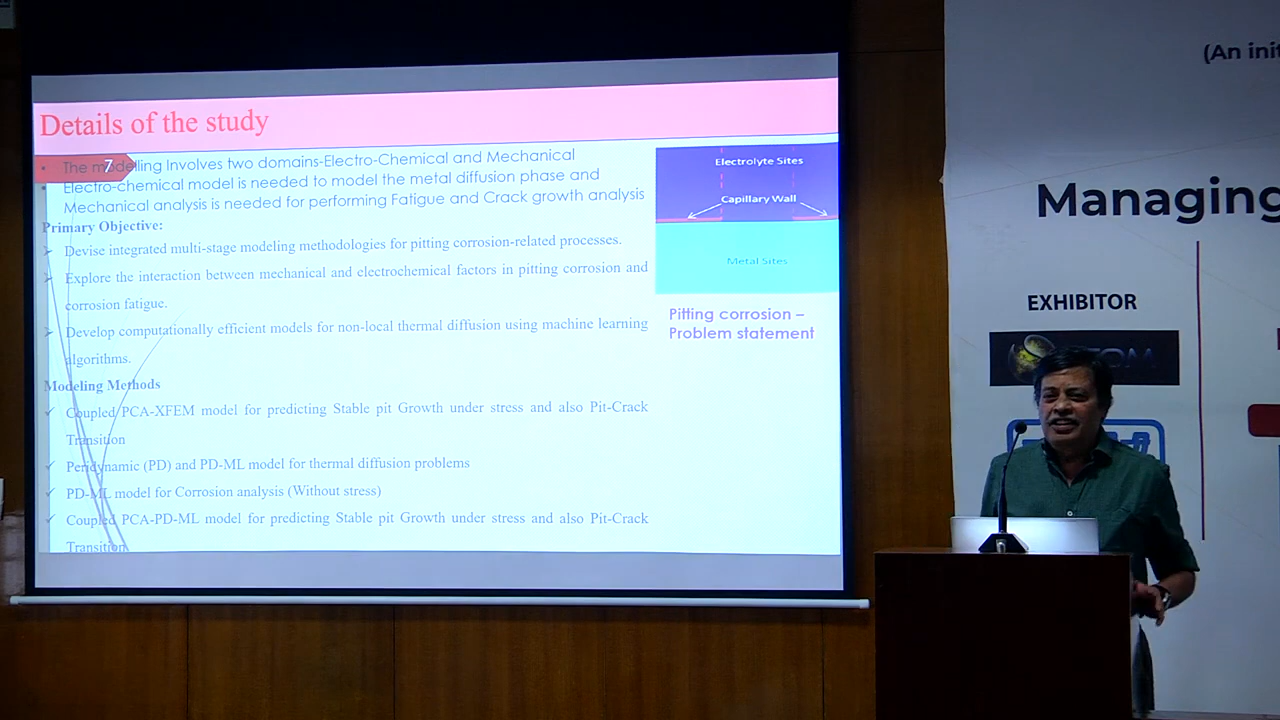 Details of the study
7
• The modelling Involves two domains-Electro-Chemical and Mechanical
• Electro-chemical model is needed to model the metal diffusion phase and
Mechanical analysis is needed for performing Fatigue and Crack growth analysis
Primary Objective:
➢ Devise integrated multi-stage modeling methodologies for pitting corrosion-related processes.
➢ Explore the interaction between mechanical and electrochemical factors in pitting corrosion and
corrosion fatigue.
➢ Develop computationally efficient models for non-local thermal diffusion using machine learning
algorithms.
Modeling Methods
✓ Coupled PCA-XFEM model for predicting Stable pit Growth under stress and also Pit-Crack
Transition
✓ Peridynamic (PD) and PD-ML model for thermal diffusion problems
✓ PD-ML model for Corrosion analysis (Without stress)
✓ Coupled PCA-PD-ML model for predicting Stable pit Growth under stress and also Pit-Crack
Transition
Electrolyte Sites
Capillary Wall
Metal Sites
Pitting corrosion –
Problem statement
(An init
Managing
EXHIBITOR